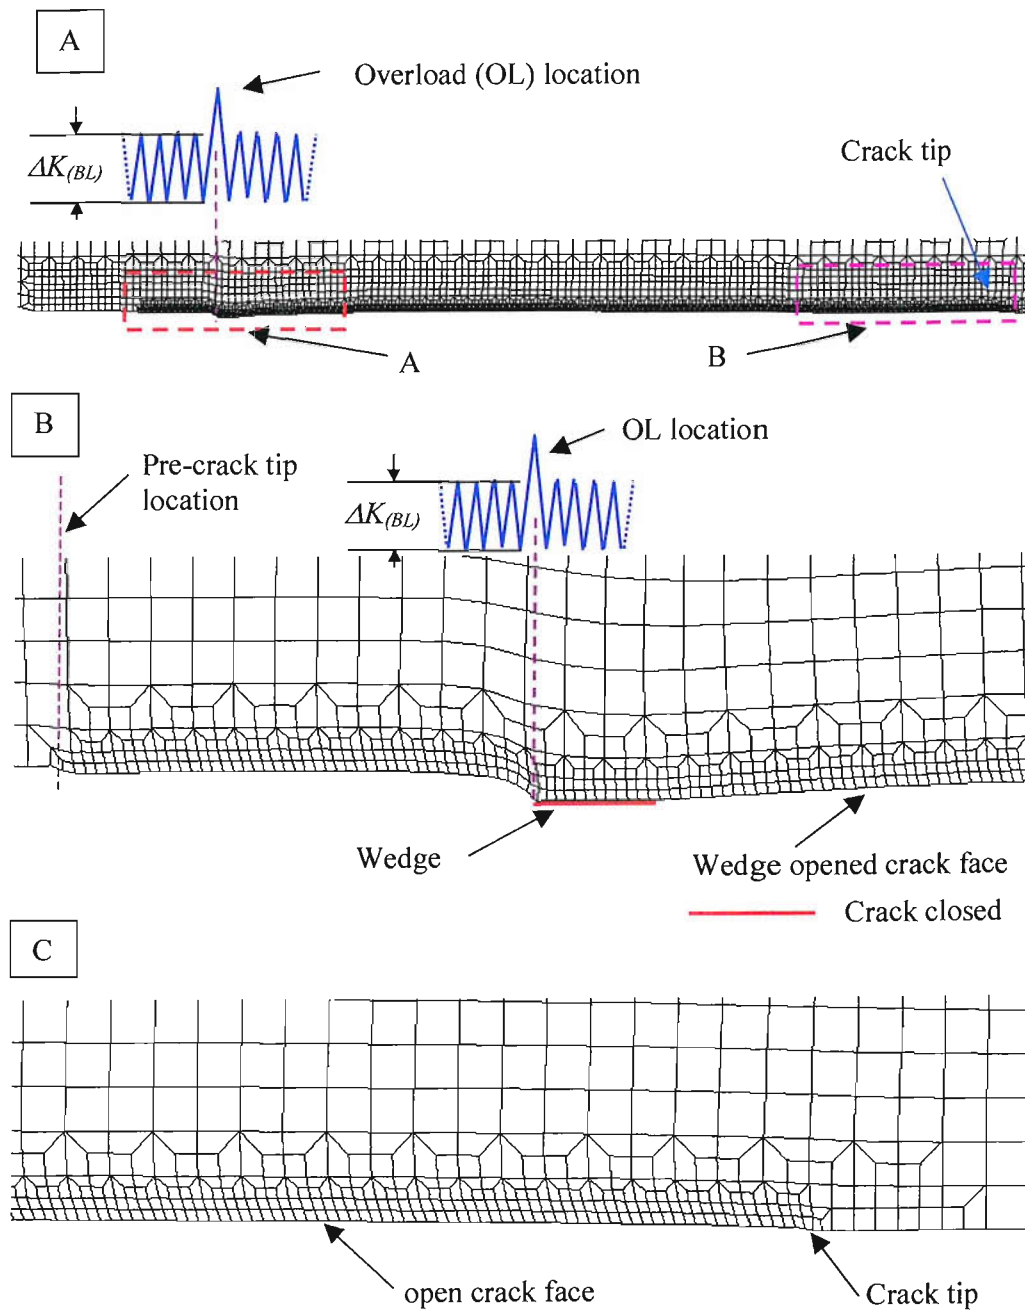 A
Overload (OL) location
ΔK(BL)
Crack tip
A
B
B
OL location
Pre-crack tip
location
ΔK(BL)
Wedge
Wedge opened crack face
Crack closed
C
open crack face
Crack tip